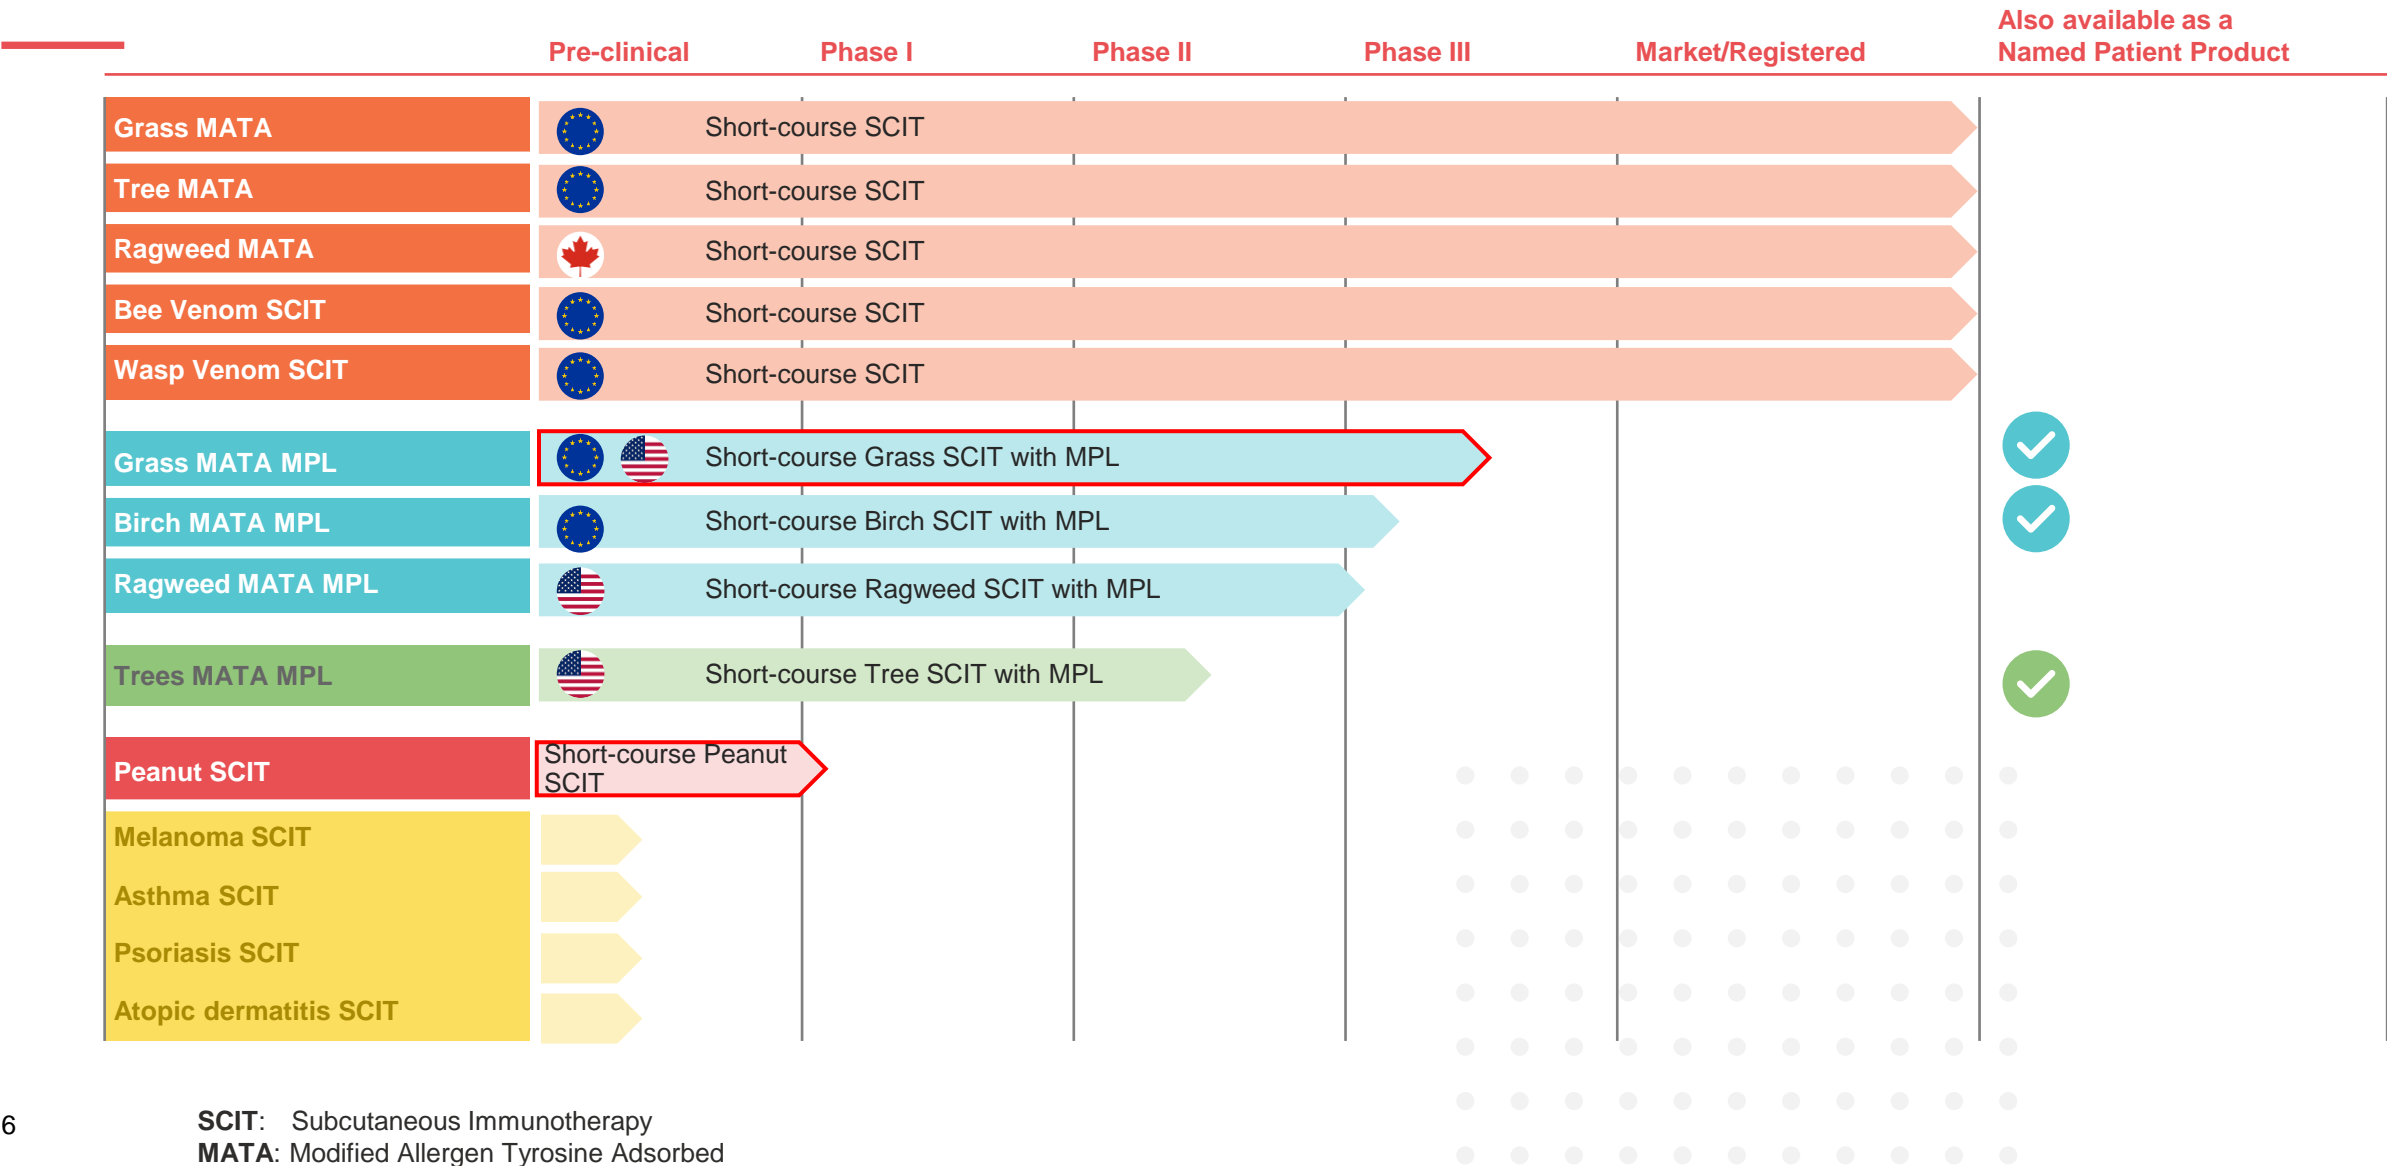 Pre-clinical
Phase I
Phase II
Phase III
Market/Registered
Also available as a
Named Patient Product
Grass MATA
Short-course SCIT
Tree MATA
Short-course SCIT
Ragweed MATA
Short-course SCIT
Bee Venom SCIT
Short-course SCIT
Wasp Venom SCIT
Short-course SCIT
Grass MATA MPL
Short-course Grass SCIT with MPL
Birch MATA MPL
Short-course Birch SCIT with MPL
Ragweed MATA MPL
Short-course Ragweed SCIT with MPL
Trees MATA MPL
Short-course Tree SCIT with MPL
Peanut SCIT
Short-course Peanut
SCIT
Melanoma SCIT
Asthma SCIT
Psoriasis SCIT
Atopic dermatitis SCIT
6
SCIT: Subcutaneous Immunotherapy
MATA: Modified Allergen Tyrosine Adsorbed